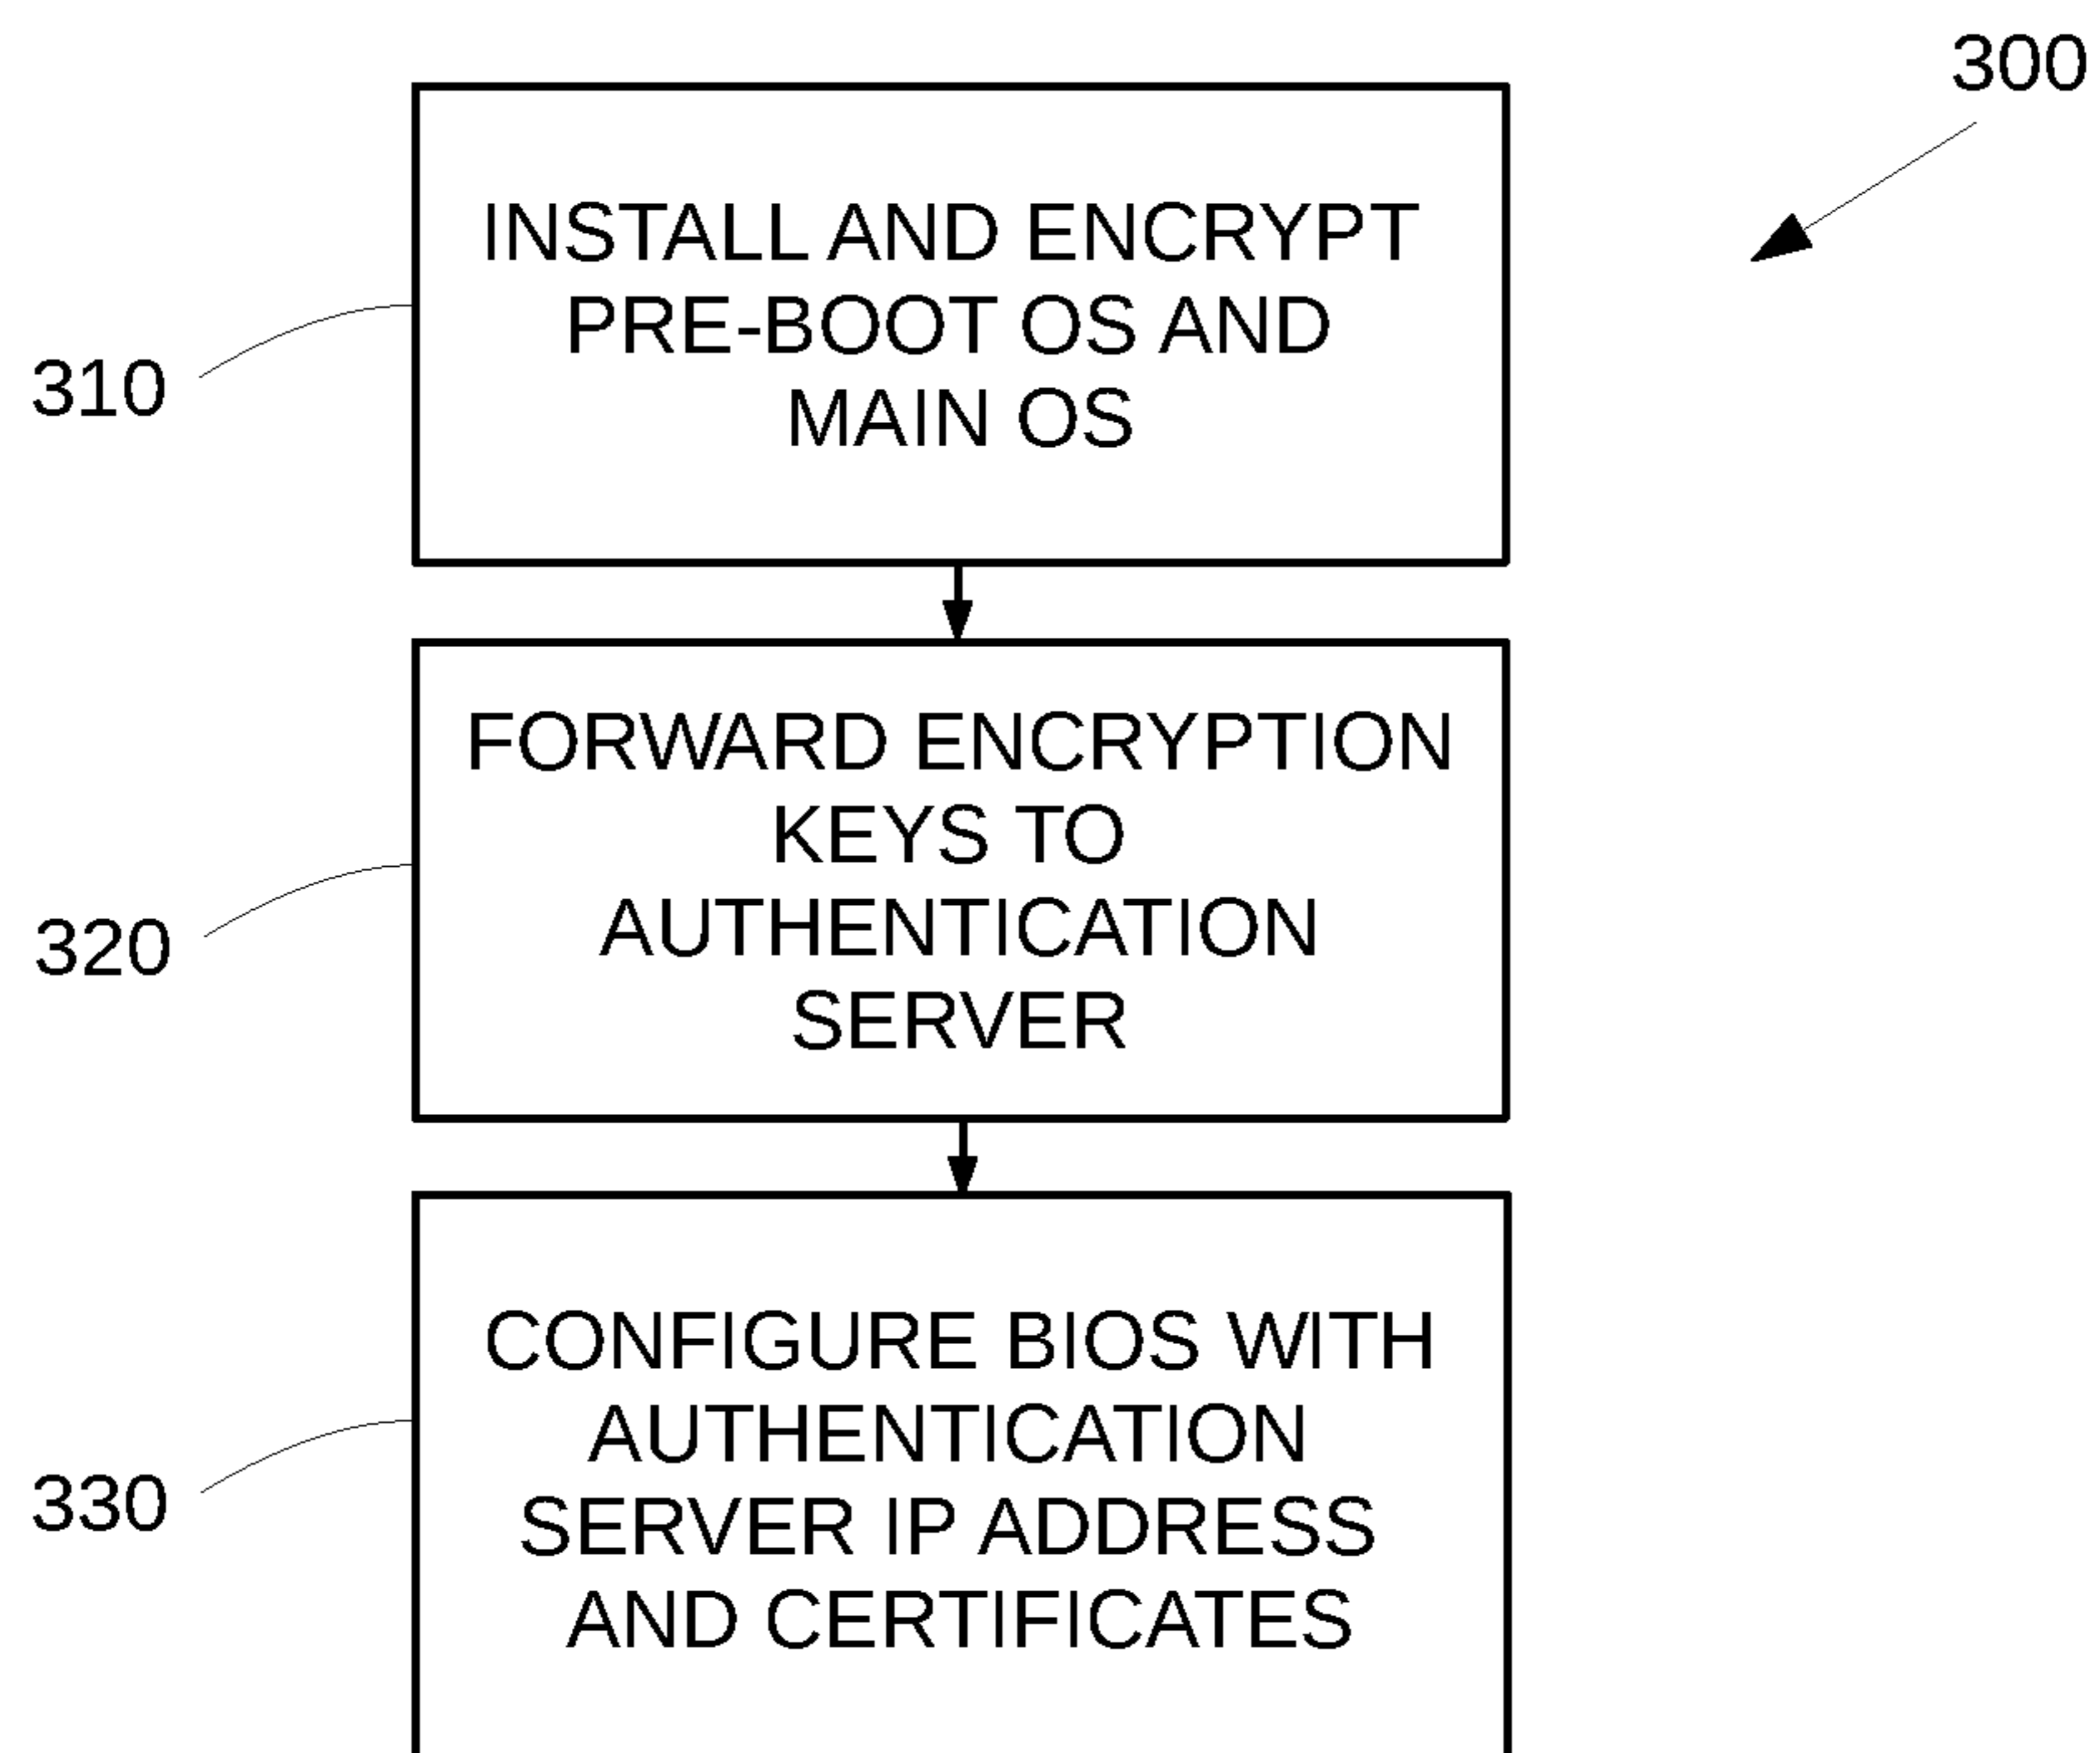 300
INSTALL AND ENCRYPT
PRE-BOOT OS AND
MAIN OS
310
FORWARD ENCRYPTION
KEYS TO
AUTHENTICATION
SERVER
320
CONFIGURE BIOS WITH
AUTHENTICATION
SERVER IP ADDRESS
AND CERTIFICATES
330